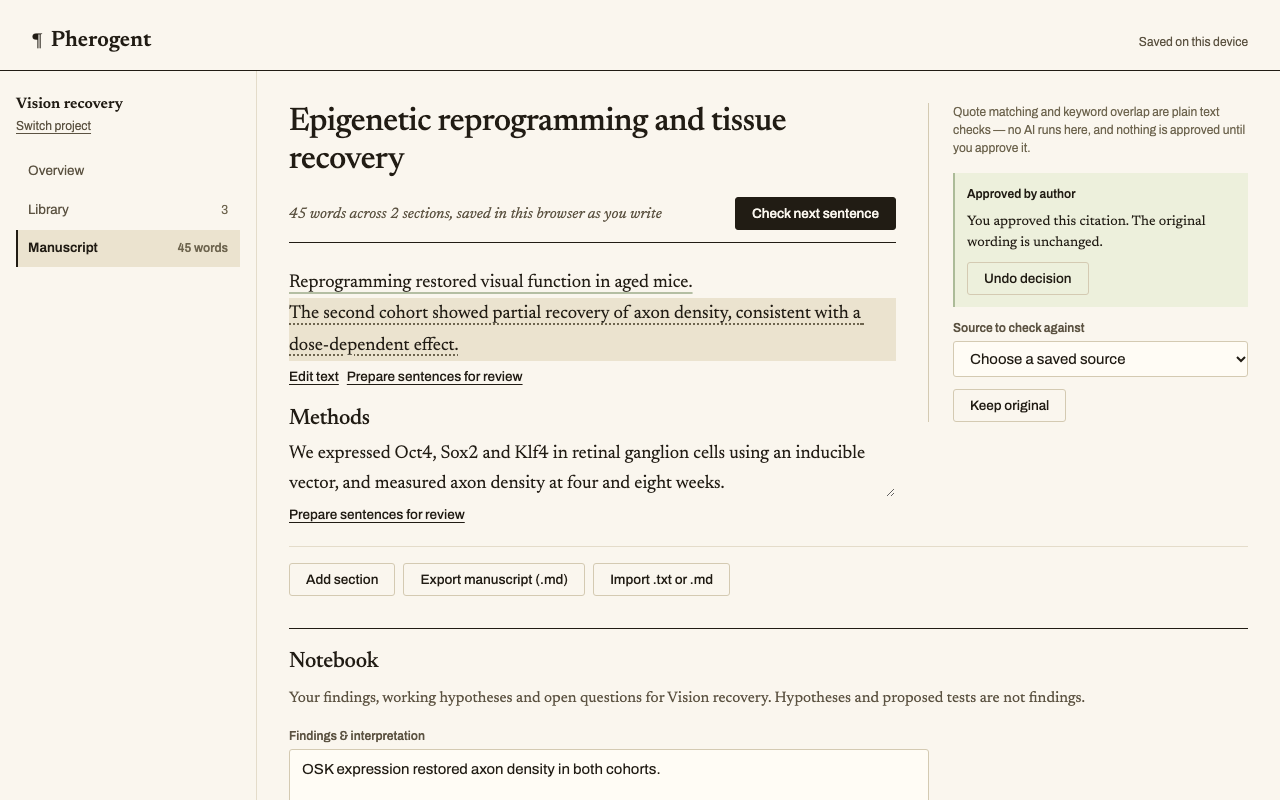 ¶ Pherogent
Saved on this device
Vision recovery
Switch project
Overview
Library 3
Manuscript 45 words
Epigenetic reprogramming and tissue
recovery
45 words across 2 sections, saved in this browser as you write
Check next sentence
Reprogramming restored visual function in aged mice.
The second cohort showed partial recovery of axon density, consistent with a
dose-dependent effect.
Edit text Prepare sentences for review
Methods
We expressed Oct4, Sox2 and Klf4 in retinal ganglion cells using an inducible
vector, and measured axon density at four and eight weeks.
Prepare sentences for review
Quote matching and keyword overlap are plain text
checks — no AI runs here, and nothing is approved until
you approve it.
Approved by author
You approved this citation. The original
wording is unchanged.
Undo decision
Source to check against
Choose a saved source
Keep original
Add section Export manuscript (.md) Import .txt or .md
Notebook
Your findings, working hypotheses and open questions for Vision recovery. Hypotheses and proposed tests are not findings.
Findings & interpretation
OSK expression restored axon density in both cohorts.